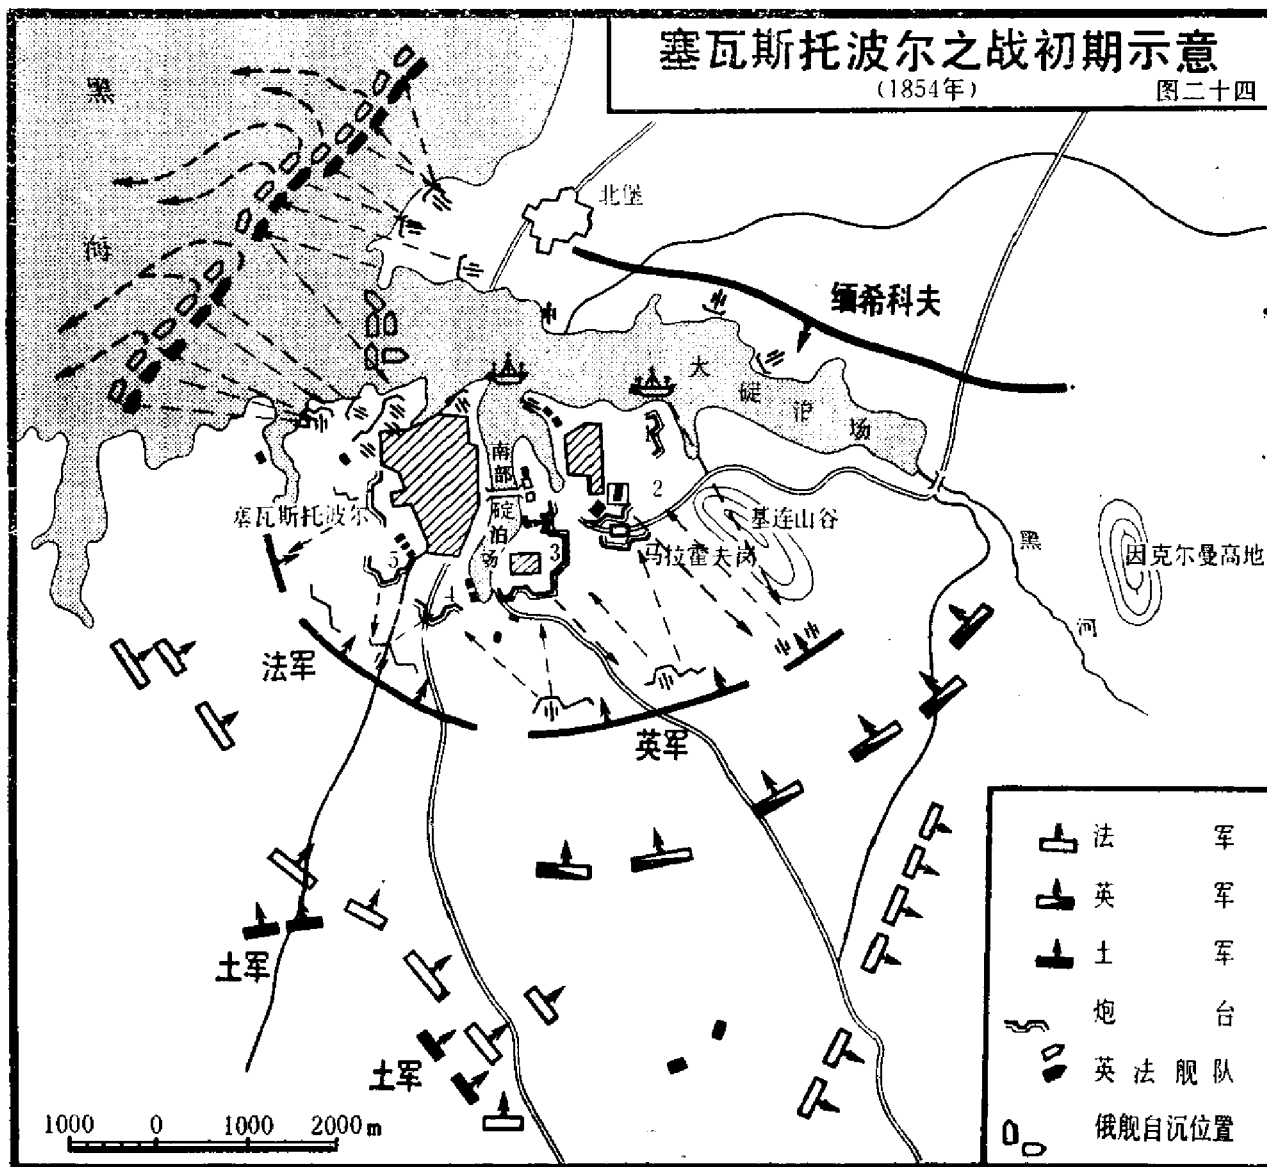 塞瓦斯托波尔之战初期示意
(1854年)
图二十四
黑
海
北堡
缅希科夫
大碇泊场
南部碇泊场
塞瓦斯托波尔
2
3
4
5
基连山谷
马拉霍夫岗
黑
河
因克尔曼高地
法军
英军
土军
土军
法 军
英 军
土 军
炮 台
英法舰队
俄舰自沉位置
1000 0 1000 2000m